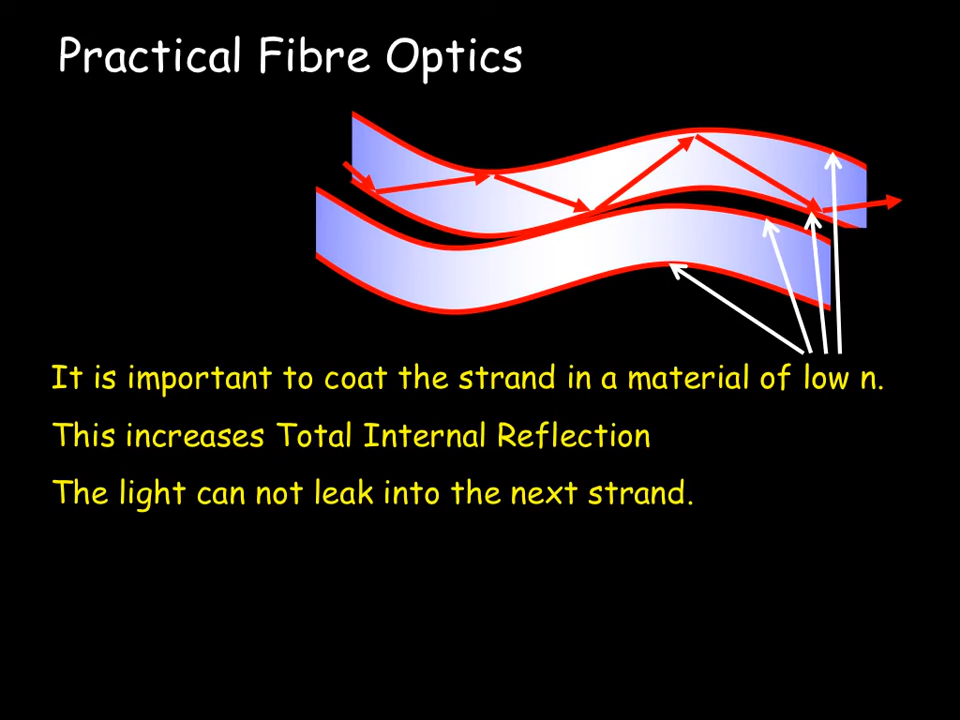 Practical Fibre Optics
It is important to coat the strand in a material of low n.
This increases Total Internal Reflection
The light can not leak into the next strand.